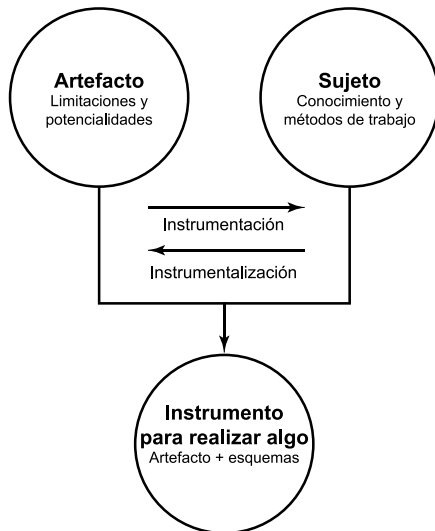 Artefacto
Limitaciones y
potencialidades
Sujeto
Conocimiento y
métodos de trabajo
Instrumentación
Instrumentalización
Instrumento
para realizar algo
Artefacto + esquemas